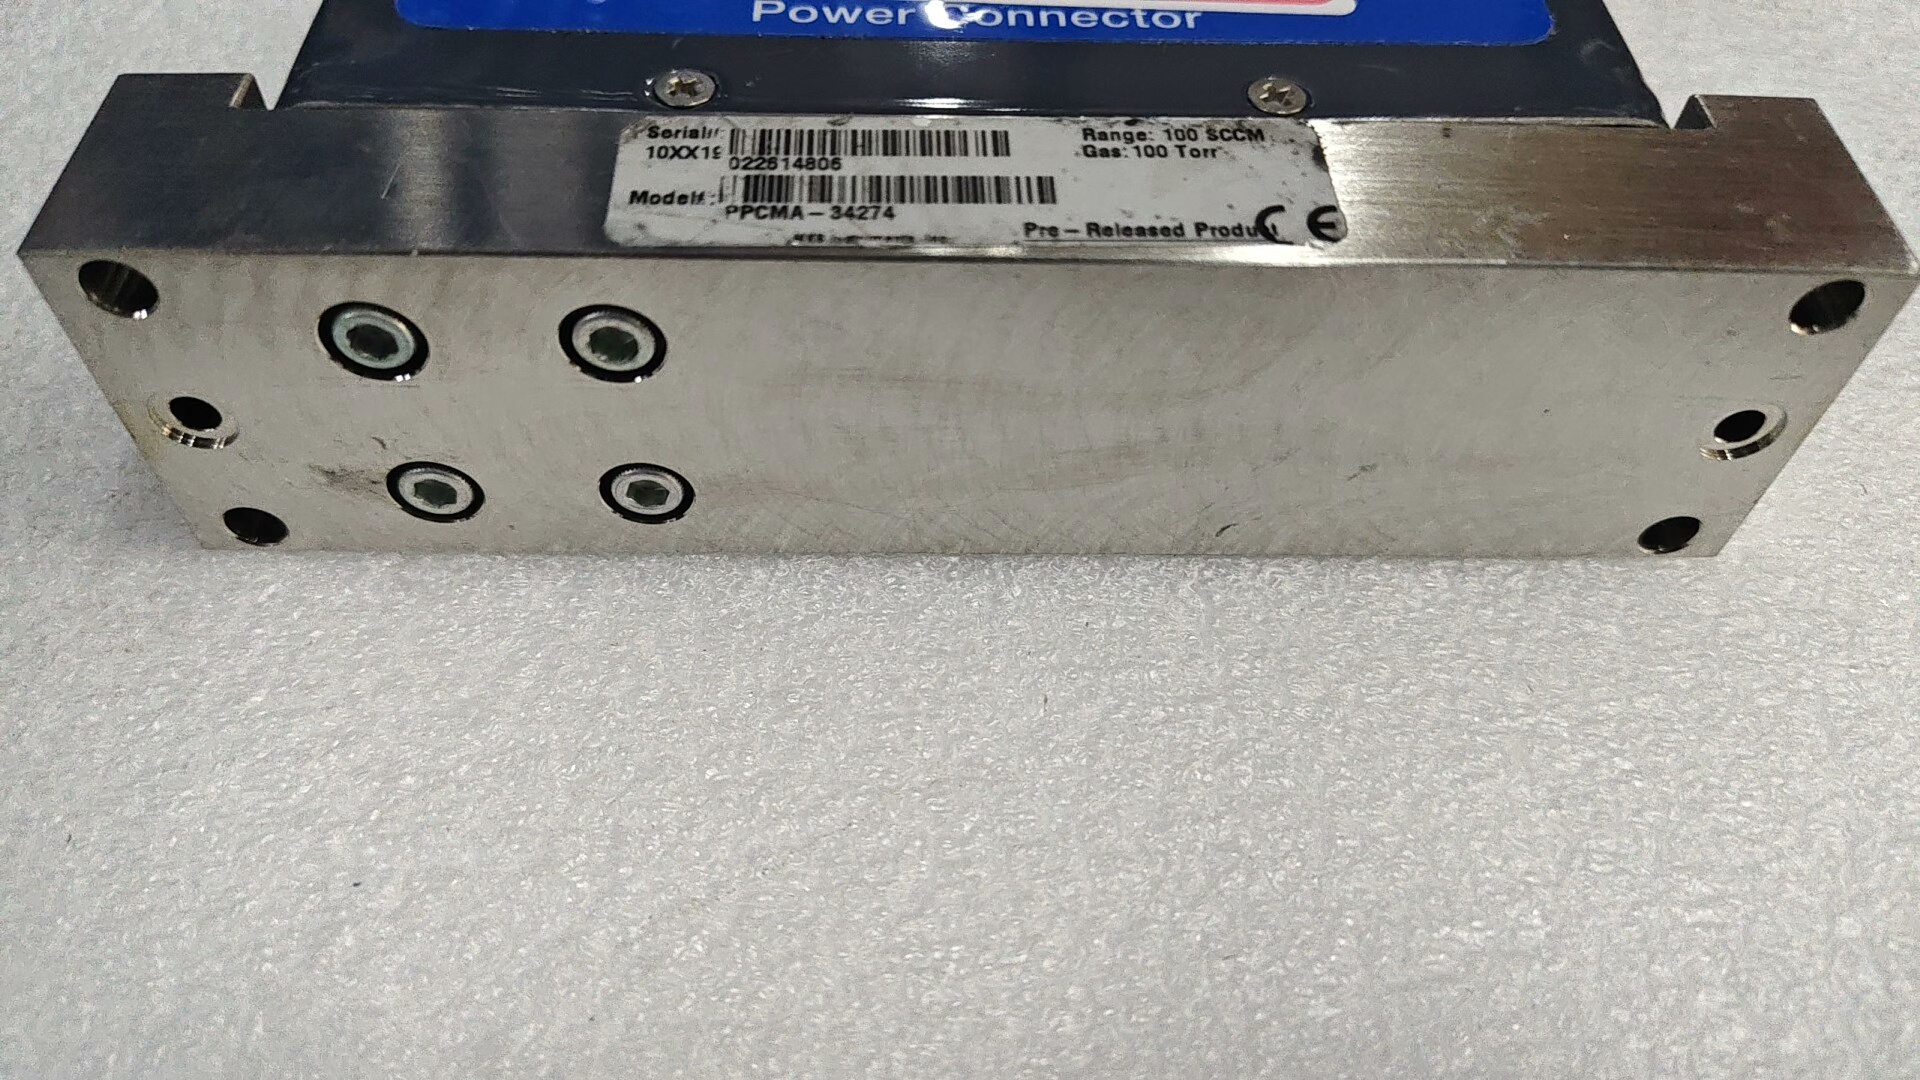 Power Connector
Serial#:
10XX19
022614806
Range: 100 SCCM
Gas: 100 Torr
Model#:
PPCMA-34274
Pre-Released Product
CE